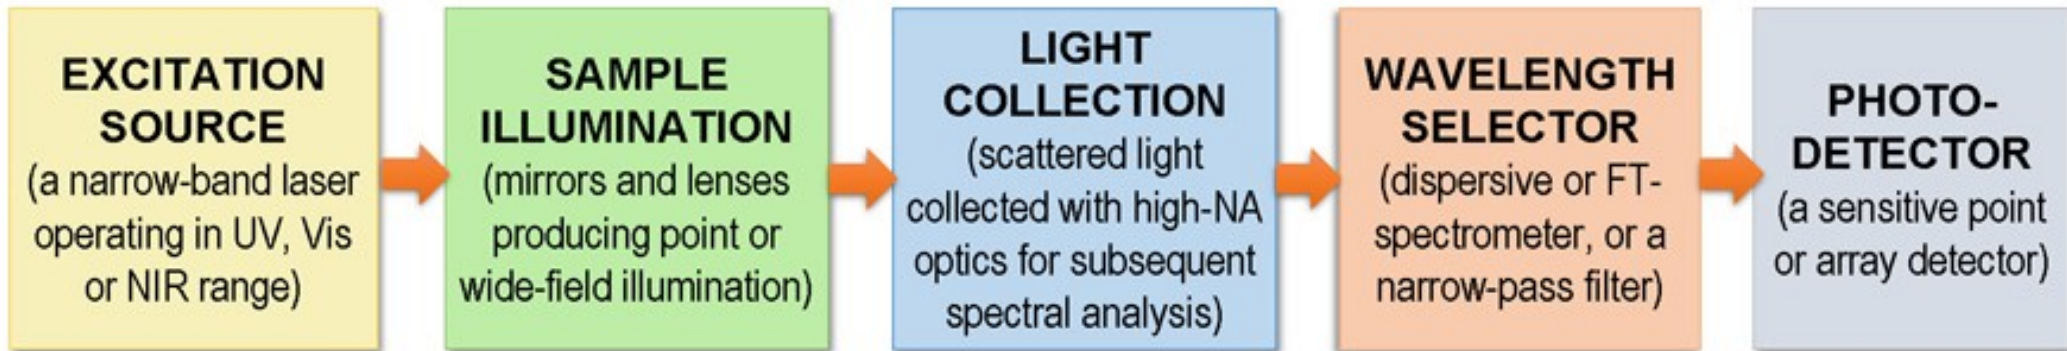 EXCITATION
SOURCE
(a narrow-band laser
operating in UV, Vis
or NIR range)
SAMPLE
ILLUMINATION
(mirrors and lenses
producing point or
wide-field illumination)
LIGHT
COLLECTION
(scattered light
collected with high-NA
optics for subsequent
spectral analysis)
WAVELENGTH
SELECTOR
(dispersive or FT-
spectrometer, or a
narrow-pass filter)
PHOTO-
DETECTOR
(a sensitive point
or array detector)